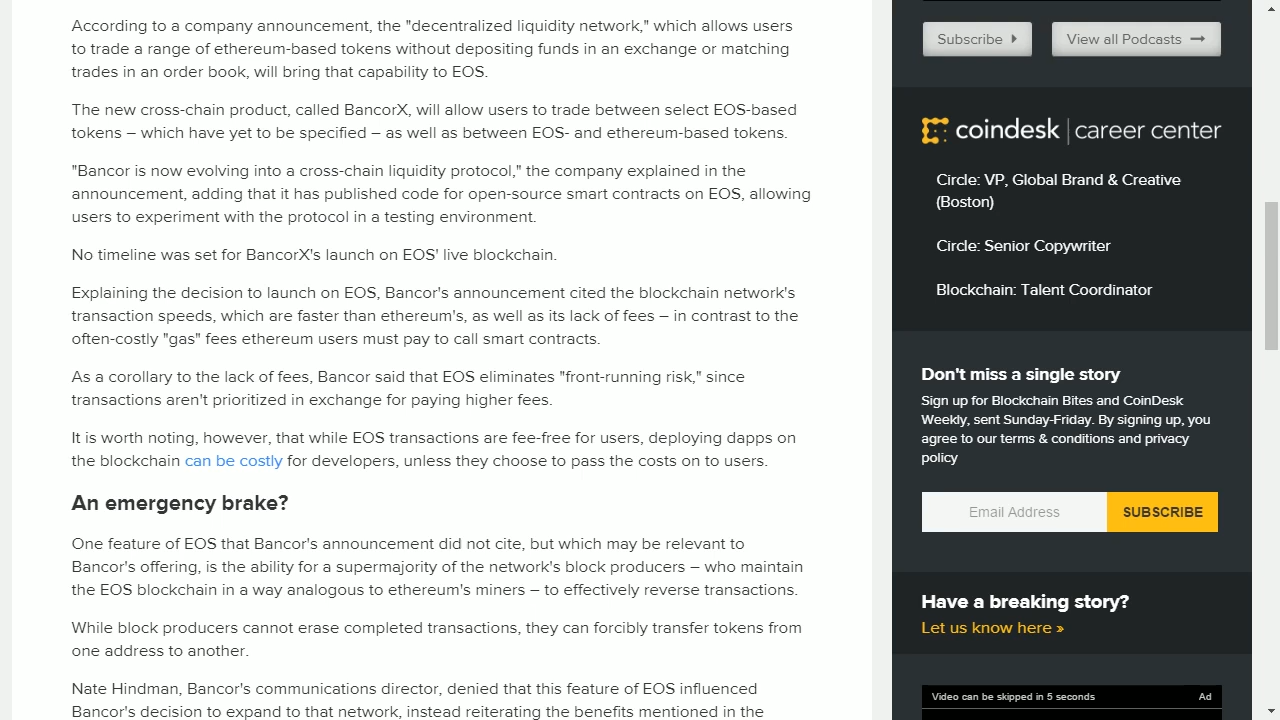 According to a company announcement, the "decentralized liquidity network," which allows users
to trade a range of ethereum-based tokens without depositing funds in an exchange or matching
trades in an order book, will bring that capability to EOS.
The new cross-chain product, called BancorX, will allow users to trade between select EOS-based
tokens – which have yet to be specified – as well as between EOS- and ethereum-based tokens.
"Bancor is now evolving into a cross-chain liquidity protocol," the company explained in the
announcement, adding that it has published code for open-source smart contracts on EOS, allowing
users to experiment with the protocol in a testing environment.
No timeline was set for BancorX's launch on EOS' live blockchain.
Explaining the decision to launch on EOS, Bancor's announcement cited the blockchain network's
transaction speeds, which are faster than ethereum's, as well as its lack of fees – in contrast to the
often-costly "gas" fees ethereum users must pay to call smart contracts.
As a corollary to the lack of fees, Bancor said that EOS eliminates "front-running risk," since
transactions aren't prioritized in exchange for paying higher fees.
It is worth noting, however, that while EOS transactions are fee-free for users, deploying dapps on
the blockchain can be costly for developers, unless they choose to pass the costs on to users.
An emergency brake?
One feature of EOS that Bancor's announcement did not cite, but which may be relevant to
Bancor's offering, is the ability for a supermajority of the network's block producers – who maintain
the EOS blockchain in a way analogous to ethereum's miners – to effectively reverse transactions.
While block producers cannot erase completed transactions, they can forcibly transfer tokens from
one address to another.
Nate Hindman, Bancor's communications director, denied that this feature of EOS influenced
Bancor's decision to expand to that network, instead reiterating the benefits mentioned in the
Subscribe
View all Podcasts
coindesk | career center
Circle: VP, Global Brand & Creative
(Boston)
Circle: Senior Copywriter
Blockchain: Talent Coordinator
Don't miss a single story
Sign up for Blockchain Bites and CoinDesk
Weekly, sent Sunday-Friday. By signing up, you
agree to our terms & conditions and privacy
policy
Email Address SUBSCRIBE
Have a breaking story?
Let us know here »
Video can be skipped in 5 seconds Ad